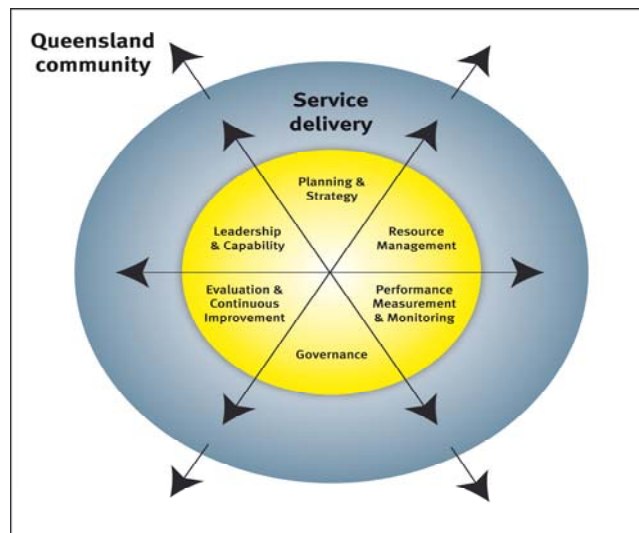 Queensland
community
Service
delivery
Planning &
Strategy
Leadership
& Capability
Resource
Management
Evaluation &
Continuous
Improvement
Performance
Measurement
& Monitoring
Governance